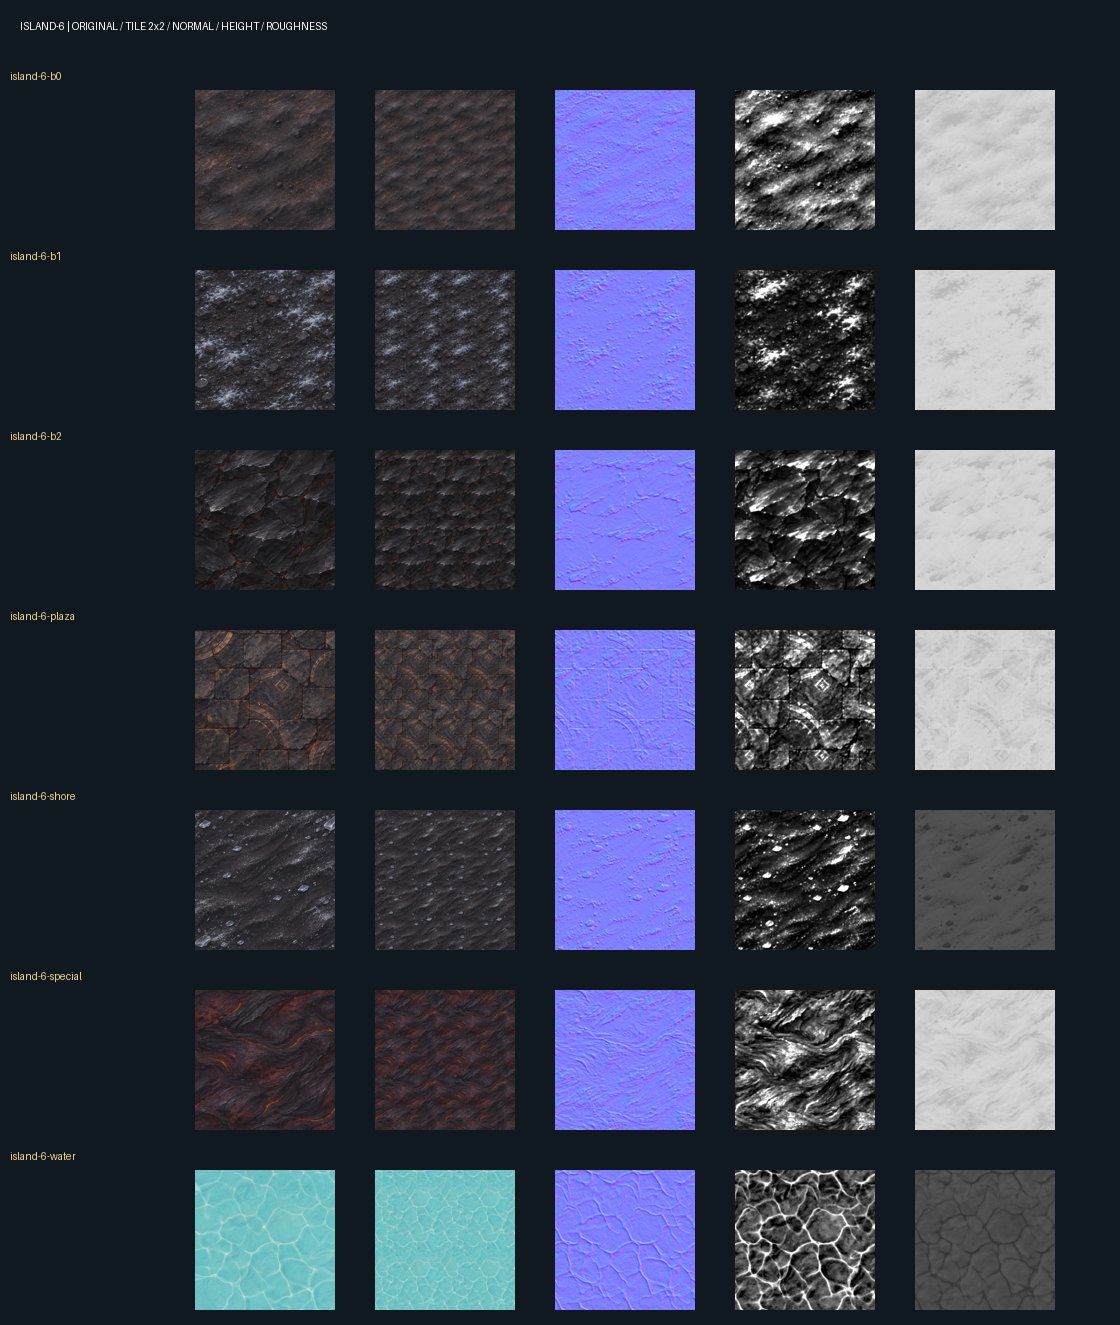 ISLAND-6 | ORIGINAL / TILE 2x2 / NORMAL / HEIGHT / ROUGHNESS
island-6-b0
island-6-b1
island-6-b2
island-6-plaza
island-6-shore
island-6-special
island-6-water